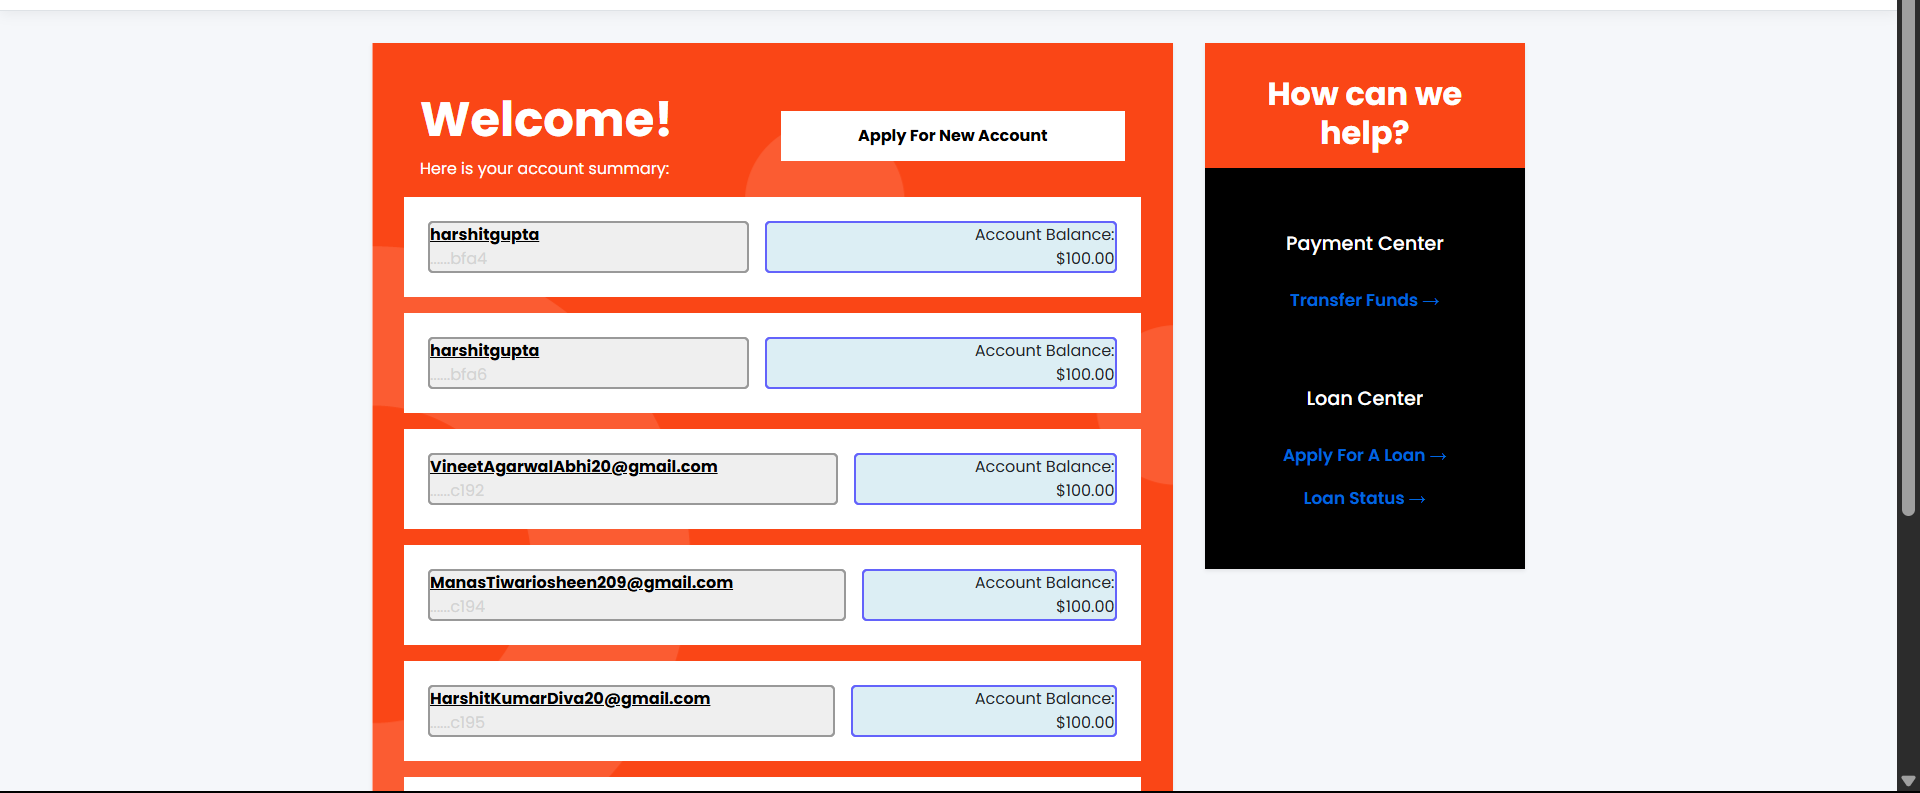 Welcome!
Here is your account summary:
Apply For New Account
harshitgupta
......bfa4
Account Balance:
$100.00
harshitgupta
......bfa6
Account Balance:
$100.00
VineetAgarwalAbhi20@gmail.com
......c192
Account Balance:
$100.00
ManasTiwariosheen209@gmail.com
......c194
Account Balance:
$100.00
HarshitKumarDiva20@gmail.com
......c195
Account Balance:
$100.00
How can we
help?
Payment Center
Transfer Funds →
Loan Center
Apply For A Loan →
Loan Status →